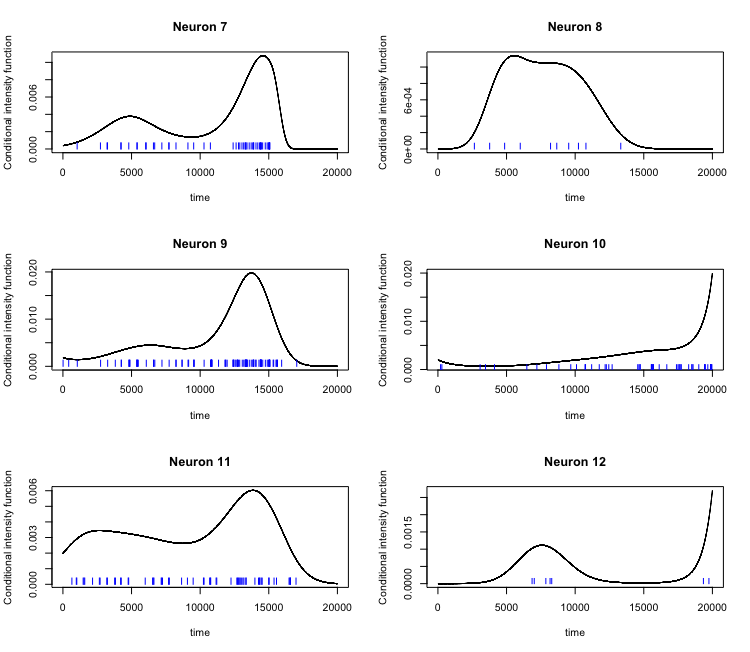 Neuron 7
Conditional intensity function
0.000 0.006
0 5000 10000 15000 20000
time
Neuron 8
Conditional intensity function
0e+00 6e-04
0 5000 10000 15000 20000
time
Neuron 9
Conditional intensity function
0.000 0.010 0.020
0 5000 10000 15000 20000
time
Neuron 10
Conditional intensity function
0.000 0.010 0.020
0 5000 10000 15000 20000
time
Neuron 11
Conditional intensity function
0.000 0.003 0.006
0 5000 10000 15000 20000
time
Neuron 12
Conditional intensity function
0.0000 0.0015
0 5000 10000 15000 20000
time